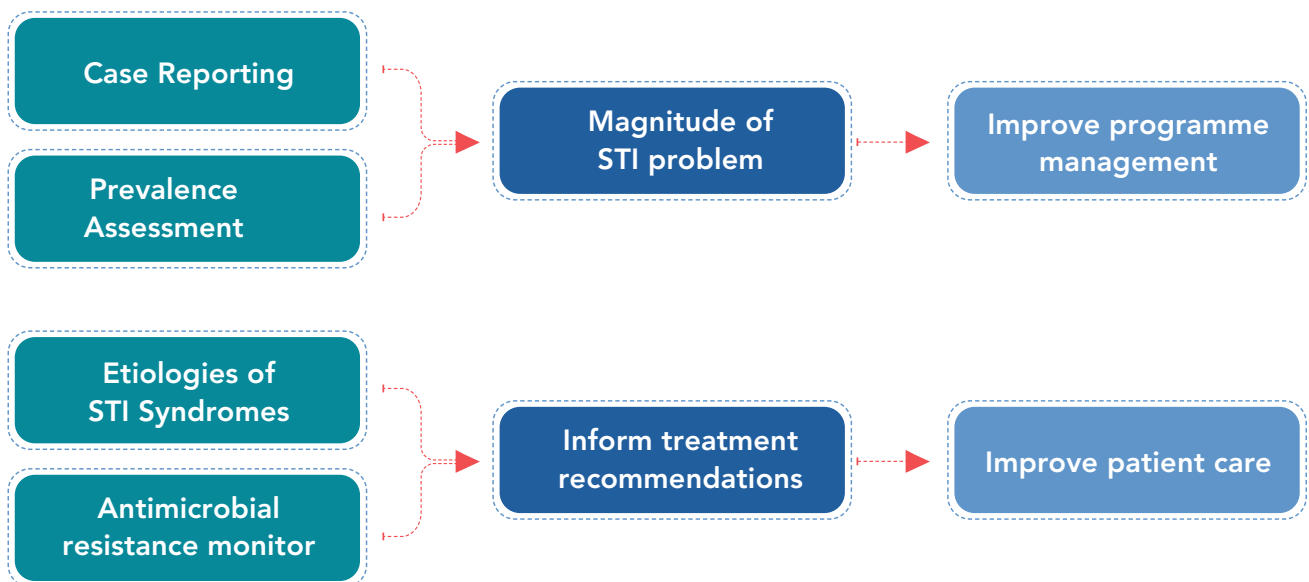 Case Reporting
Prevalence
Assessment
Magnitude of
STI problem
Improve programme
management
Etiologies of
STI Syndromes
Antimicrobial
resistance monitor
Inform treatment
recommendations
Improve patient care